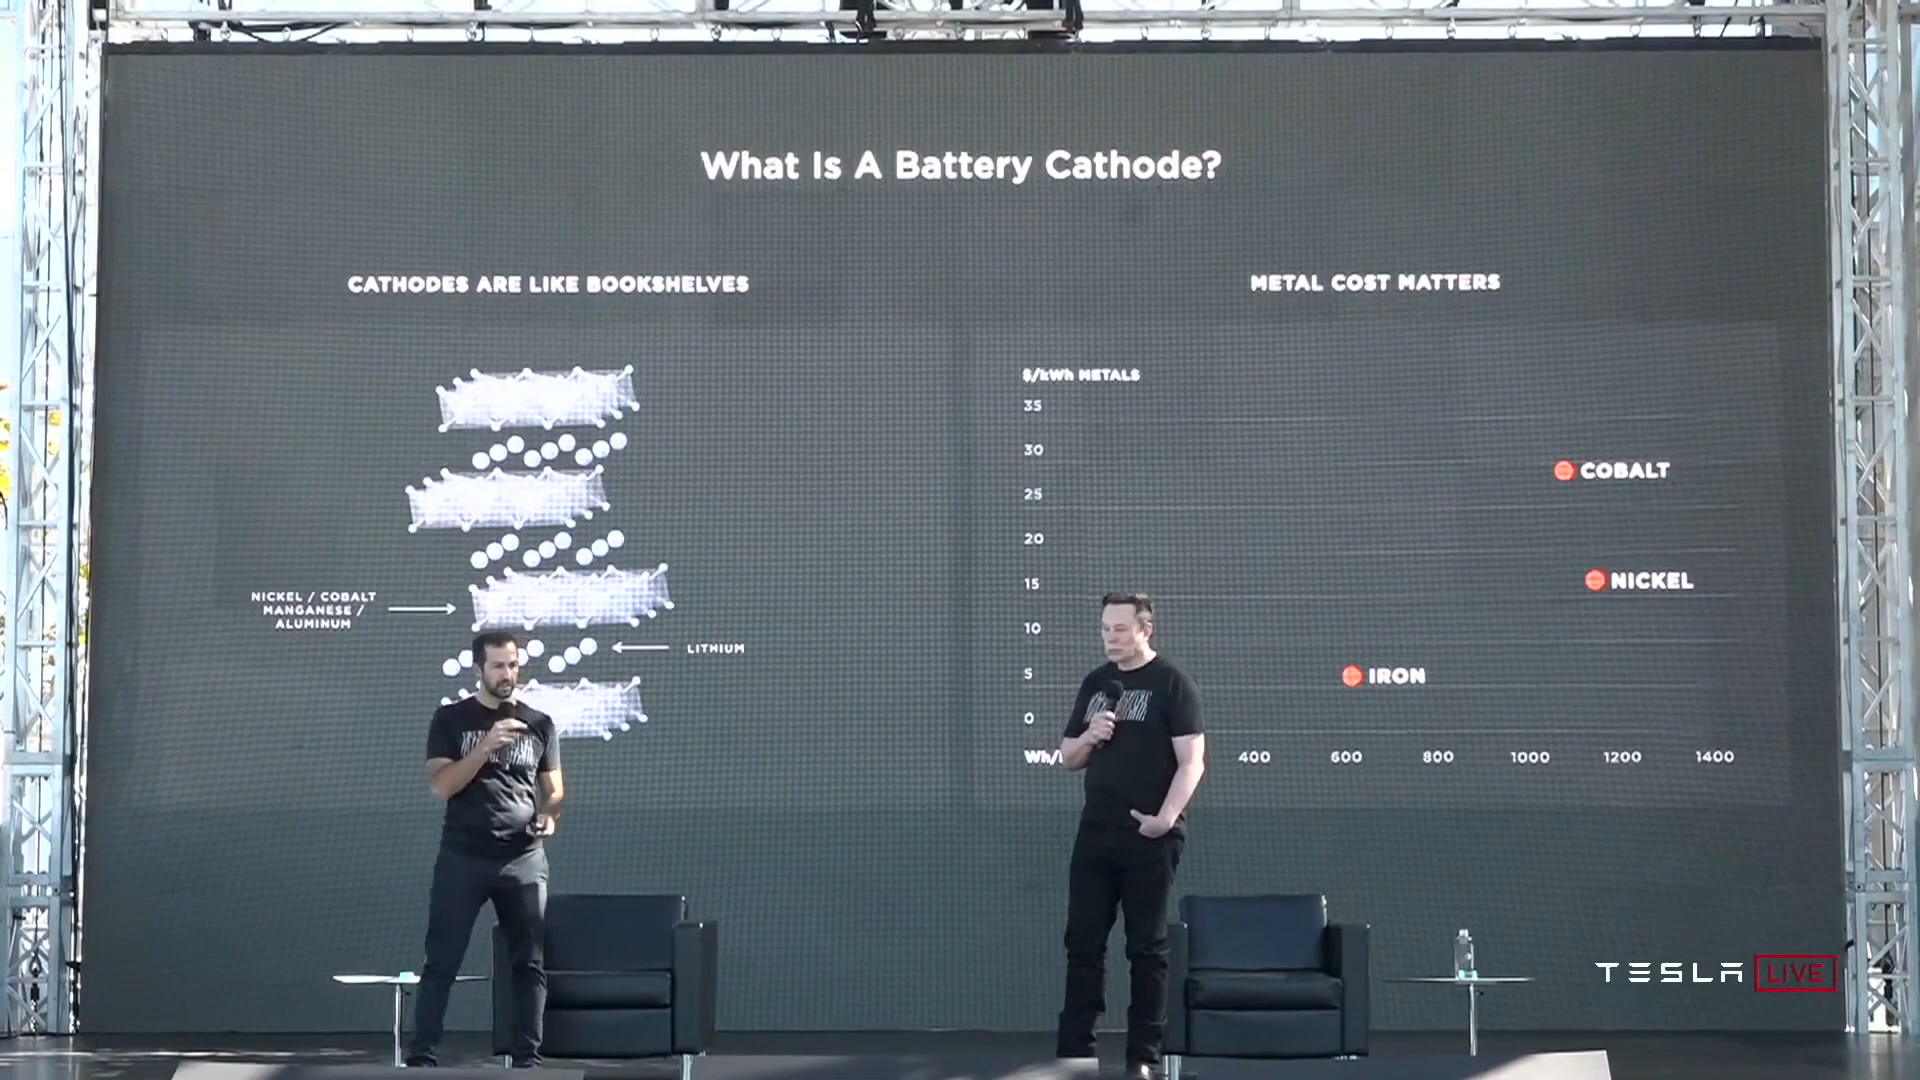 What Is A Battery Cathode?
CATHODES ARE LIKE BOOKSHELVES
NICKEL / COBALT
MANGANESE /
ALUMINUM
LITHIUM
METAL COST MATTERS
$/kWh METALS
35
30
25
20
15
10
5
0
COBALT
NICKEL
IRON
400 600 800 1000 1200 1400
TESLA LIVE